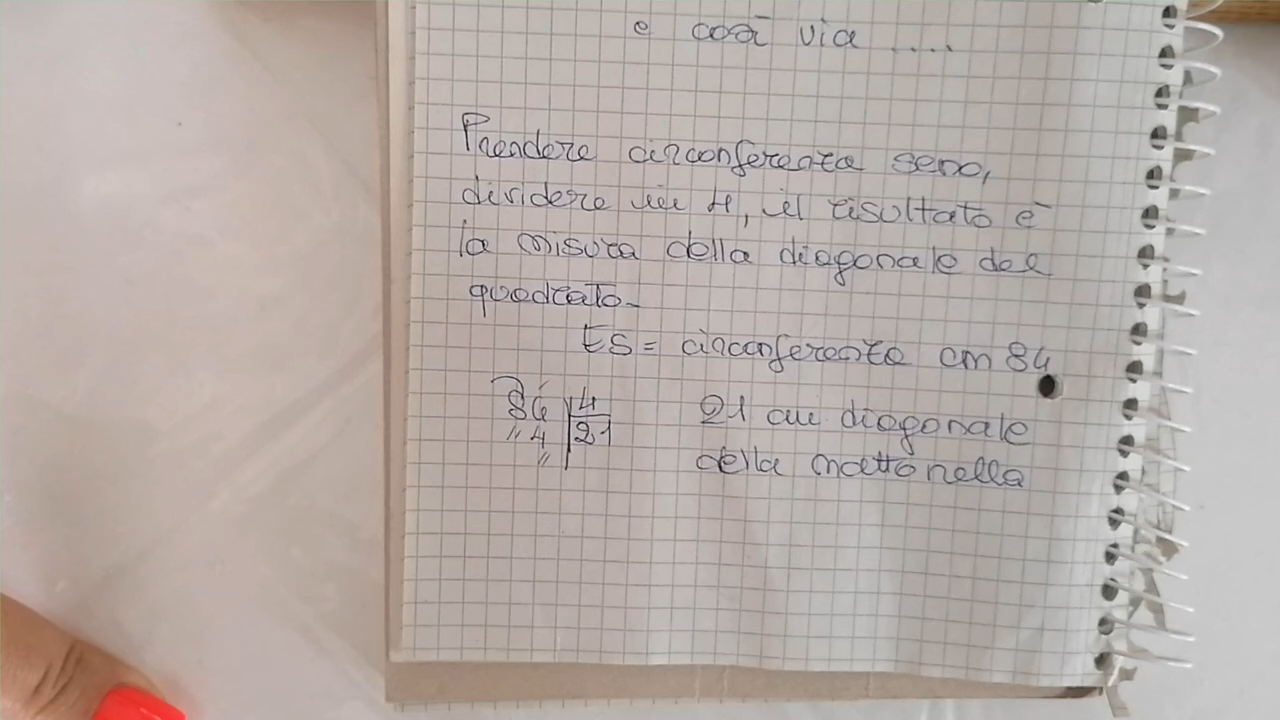 e così via ....
Prendere circonferenza seno,
dividere in 4, il risultato è
la misura della diagonale del
quadrato-
ES = circonferenza cm 84
84 | 4
" 4 | 21
"
21 cm diagonale
della mattonella